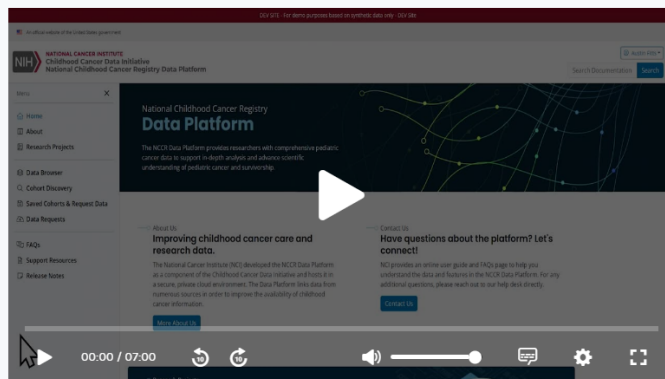 DEV SITE - For demo purposes based on synthetic data only - DEV Site
An official website of the United States government
NIH
NATIONAL CANCER INSTITUTE
Childhood Cancer Data Initiative
National Childhood Cancer Registry Data Platform
Search Documentation
Search
Menu
X
Home
About
Research Projects
Data Browser
Cohort Discovery
Saved Cohorts & Request Data
Data Requests
FAQs
Support Resources
Release Notes
National Childhood Cancer Registry
Data Platform
The NCCR Data Platform provides researchers with comprehensive pediatric
cancer data to support in-depth analysis and advance scientific
understanding of pediatric cancer and survivorship.
About Us
Improving childhood cancer care and
research data.
The National Cancer Institute (NCI) developed the NCCR Data Platform
as a component of the Childhood Cancer Data Initiative and hosts it in
a secure, private cloud environment. The Data Platform links data from
numerous sources in order to improve the availability of childhood
cancer information.
More About Us
Contact Us
Have questions about the platform? Let's
connect!
NCI provides an online user guide and FAQs page to help you
understand the data and features in the NCCR Data Platform. For any
additional questions, please reach out to our help desk directly.
Contact Us
00:00 / 07:00
10
10